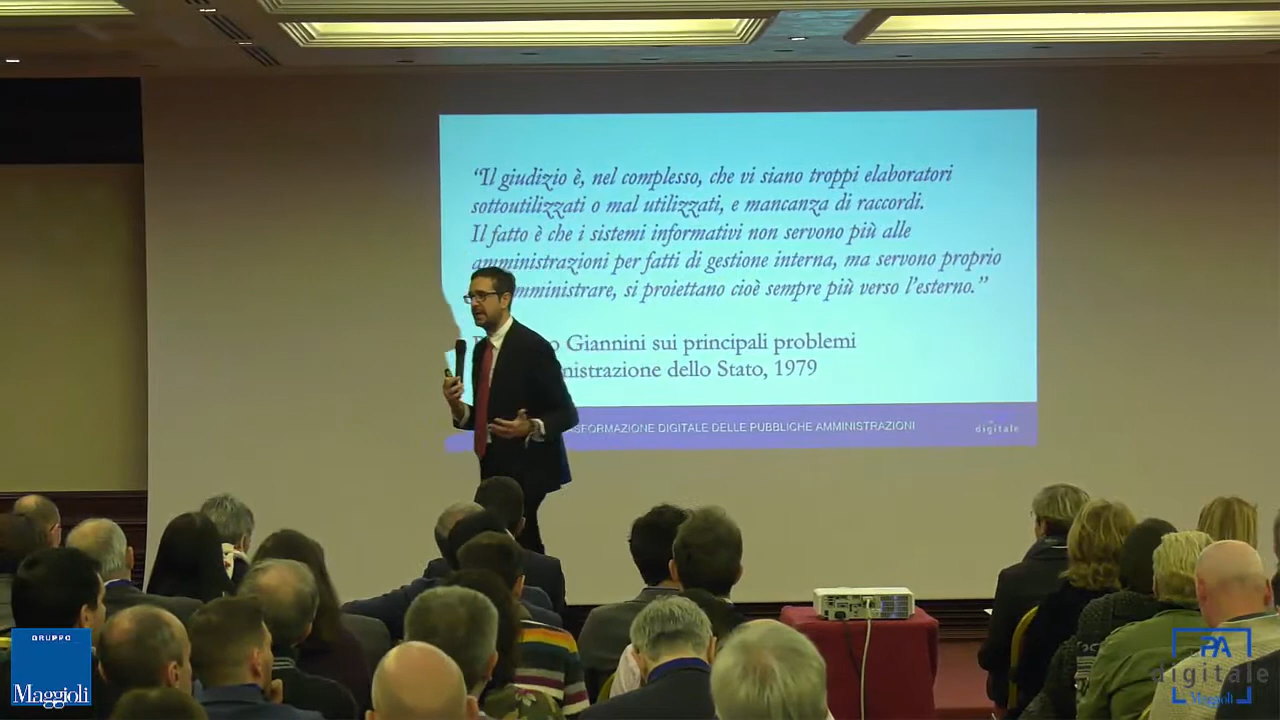 “Il giudizio è, nel complesso, che vi siano troppi elaboratori
sottoutilizzati o mal utilizzati, e mancanza di raccordi.
Il fatto è che i sistemi informativi non servono più alle
amministrazioni per fatti di gestione interna, ma servono proprio
mministrare, si proiettano cioè sempre più verso l’esterno.”
Giannini sui principali problemi
nistrazione dello Stato, 1979
SFORMAZIONE DIGITALE DELLE PUBBLICHE AMMINISTRAZIONI
digitale
GRUPPO
Maggioli
PA
digitale
Maggioli